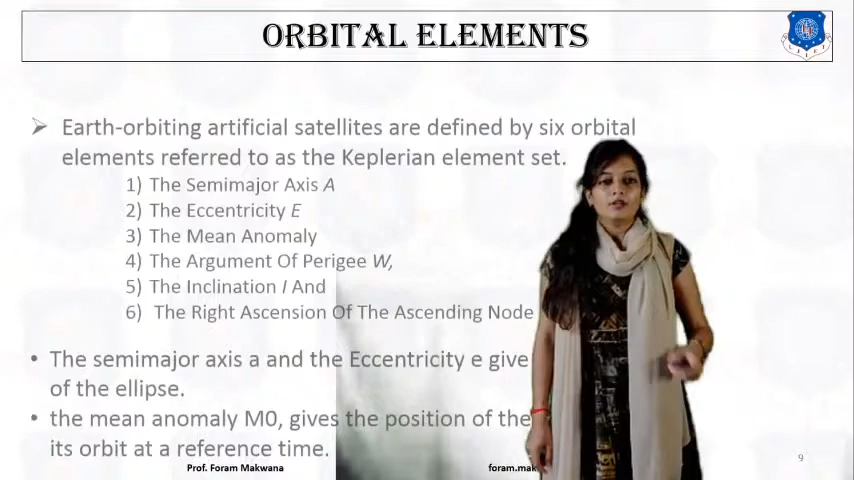 ORBITAL ELEMENTS
➢ Earth-orbiting artificial satellites are defined by six orbital
elements referred to as the Keplerian element set.
1) The Semimajor Axis A
2) The Eccentricity E
3) The Mean Anomaly
4) The Argument Of Perigee W,
5) The Inclination I And
6) The Right Ascension Of The Ascending Node
• The semimajor axis a and the Eccentricity e give
of the ellipse.
• the mean anomaly M0, gives the position of the
its orbit at a reference time.
Prof. Foram Makwana
foram.mak
9